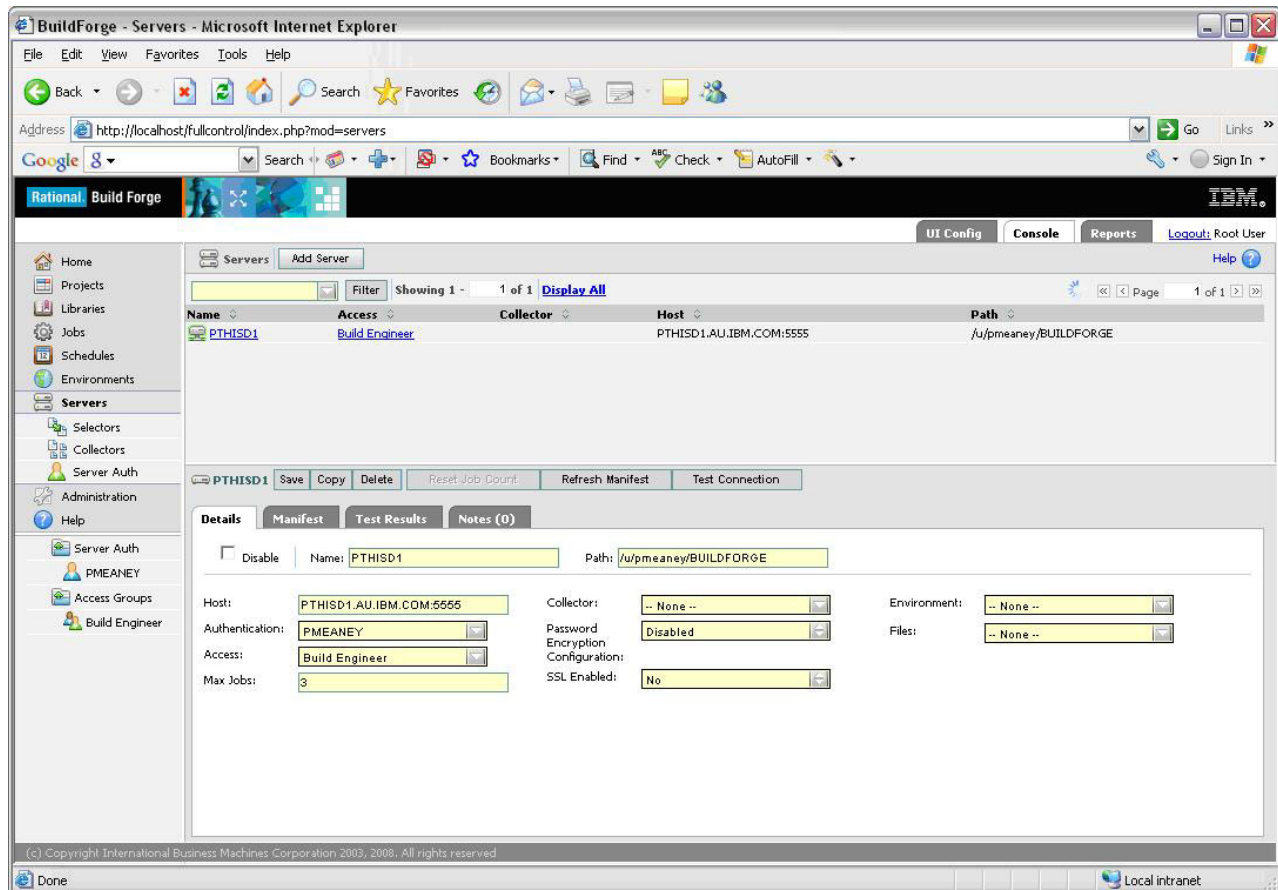 BuildForge - Servers - Microsoft Internet Explorer
File Edit View Favorites Tools Help
Back Search Favorites
Address http://localhost/fullcontrol/index.php?mod=servers Go Links »
Google Search Bookmarks Find ABC Check AutoFill Sign In
Rational. Build Forge IBM.
UI Config Console Reports Logout: Root User
Home Servers Add Server Help
Projects Filter Showing 1 - 1 of 1 Display All Page 1 of 1
Libraries Name Access Collector Host Path
Jobs PTHISD1 Build Engineer PTHISD1.AU.IBM.COM:5555 /u/pmeaney/BUILDFORGE
Schedules
Environments
Servers
Selectors
Collectors
Server Auth PTHISD1 Save Copy Delete Reset Job Count Refresh Manifest Test Connection
Administration
Help Details Manifest Test Results Notes (0)
Server Auth Disable Name: PTHISD1 Path: /u/pmeaney/BUILDFORGE
PMEANEY
Access Groups Host: PTHISD1.AU.IBM.COM:5555 Collector: -- None -- Environment: -- None --
Build Engineer Authentication: PMEANEY Password Encryption Configuration: Disabled Files: -- None --
Access: Build Engineer
Max Jobs: 3 SSL Enabled: No
(c) Copyright International Business Machines Corporation 2003, 2008. All rights reserved
Done Local intranet